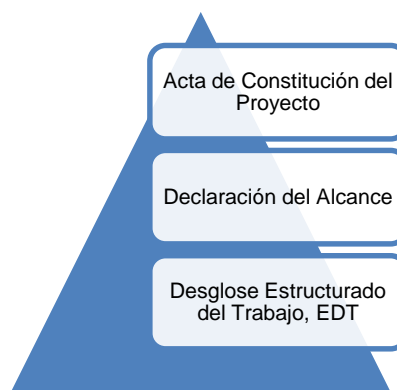 Acta de Constitución del
Proyecto
Declaración del Alcance
Desglose Estructurado
del Trabajo, EDT